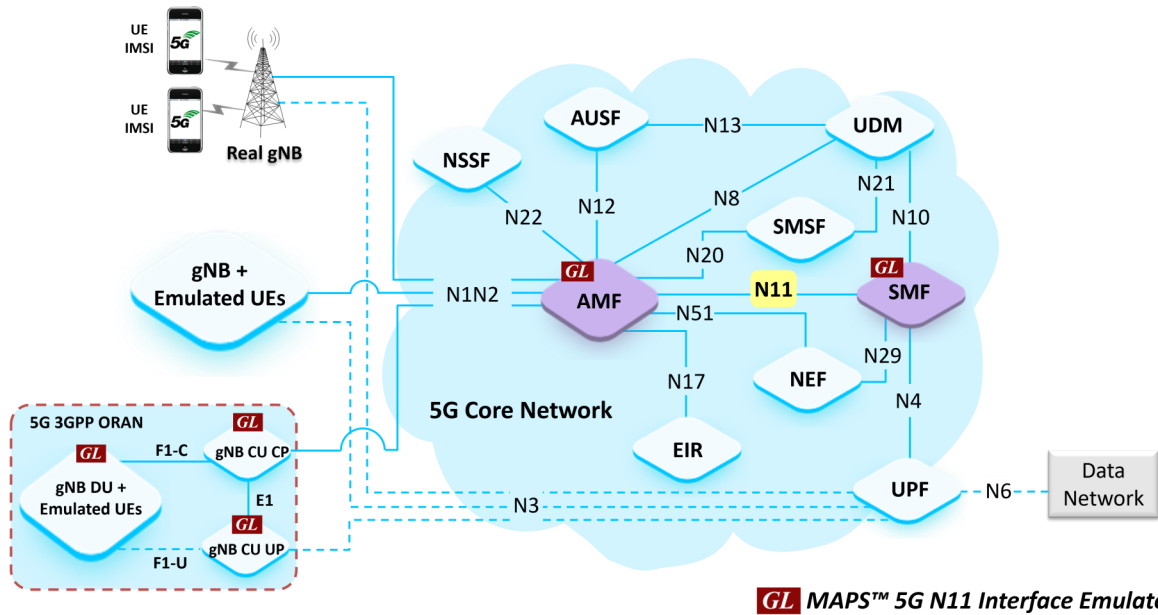 UE
IMSI
5G
UE
IMSI
5G
Real gNB
NSSF
AUSF
N13
UDM
N22
N12
N8
N21
N10
SMSF
N20
GL
AMF
N11
GL
SMF
gNB +
Emulated UEs
N1N2
N51
N29
NEF
N17
N4
5G Core Network
EIR
5G 3GPP ORAN
GL
gNB CU CP
F1-C
GL
gNB DU +
Emulated UEs
E1
GL
gNB CU UP
F1-U
N3
UPF
N6
Data
Network
GL MAPS™ 5G N11 Interface Emulato